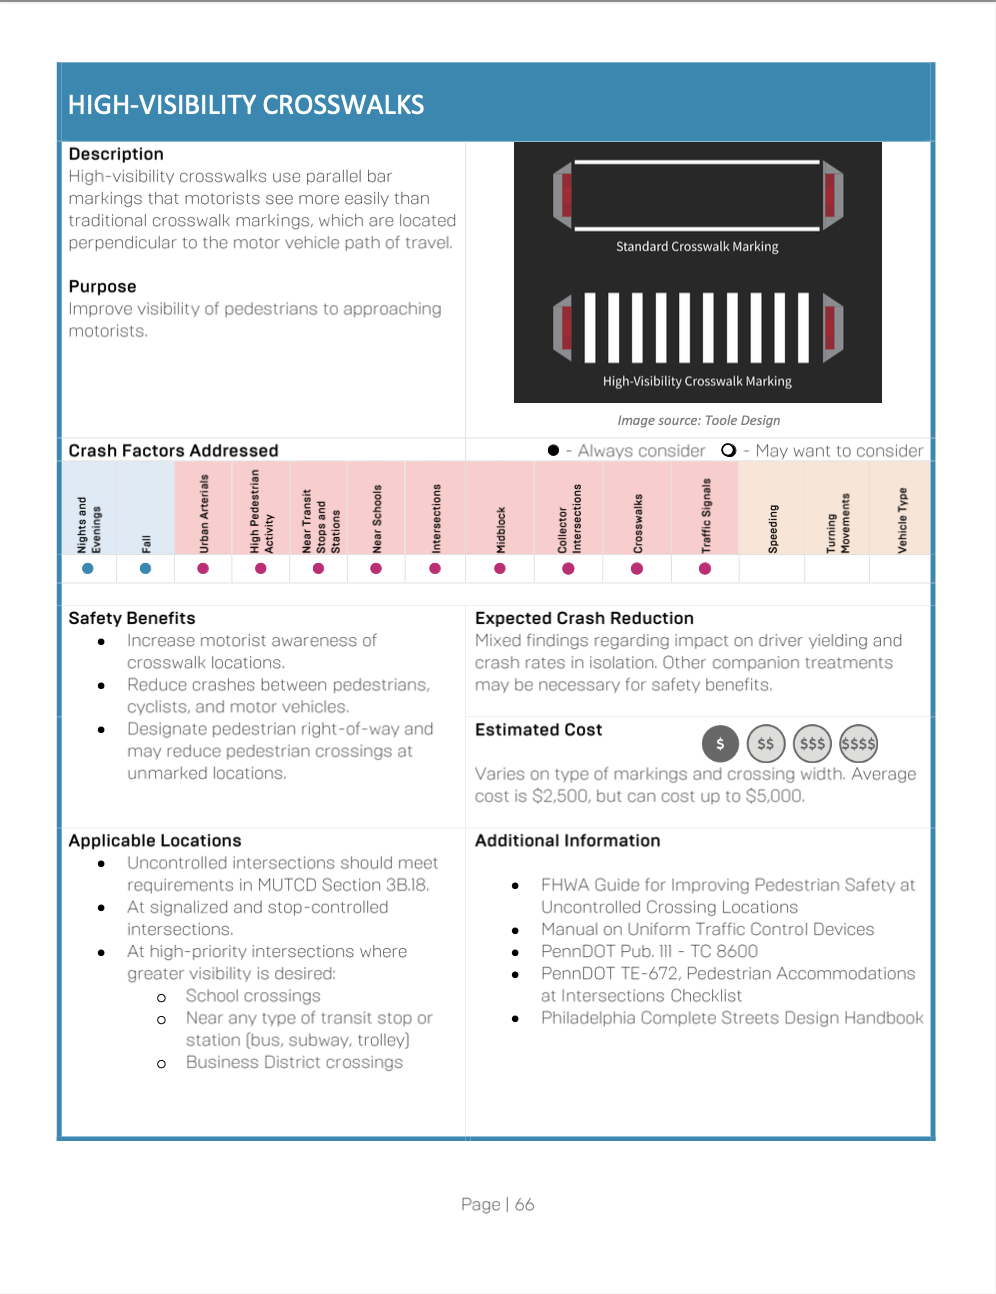 HIGH-VISIBILITY CROSSWALKS
Description
High-visibility crosswalks use parallel bar
markings that motorists see more easily than
traditional crosswalk markings, which are located
perpendicular to the motor vehicle path of travel.
Purpose
Improve visibility of pedestrians to approaching
motorists.
Standard Crosswalk Marking
High-Visibility Crosswalk Marking
Image source: Toole Design
Crash Factors Addressed
● - Always consider ○ - May want to consider
Nights and
Evenings
Fall
Urban Arterials
High Pedestrian
Activity
Near Transit
Stops and
Stations
Near Schools
Intersections
Midblock
Collector
Intersections
Crosswalks
Traffic Signals
Speeding
Turning
Movements
Vehicle Type
Safety Benefits
• Increase motorist awareness of
crosswalk locations.
• Reduce crashes between pedestrians,
cyclists, and motor vehicles.
• Designate pedestrian right-of-way and
may reduce pedestrian crossings at
unmarked locations.
Expected Crash Reduction
Mixed findings regarding impact on driver yielding and
crash rates in isolation. Other companion treatments
may be necessary for safety benefits.
Estimated Cost
$ $$ $$$ $$$$
Varies on type of markings and crossing width. Average
cost is $2,500, but can cost up to $5,000.
Applicable Locations
• Uncontrolled intersections should meet
requirements in MUTCD Section 3B.18.
• At signalized and stop-controlled
intersections.
• At high-priority intersections where
greater visibility is desired:
o School crossings
o Near any type of transit stop or
station (bus, subway, trolley)
o Business District crossings
Additional Information
• FHWA Guide for Improving Pedestrian Safety at
Uncontrolled Crossing Locations
• Manual on Uniform Traffic Control Devices
• PennDOT Pub. 111 - TC 8600
• PennDOT TE-672, Pedestrian Accommodations
at Intersections Checklist
• Philadelphia Complete Streets Design Handbook
Page | 66